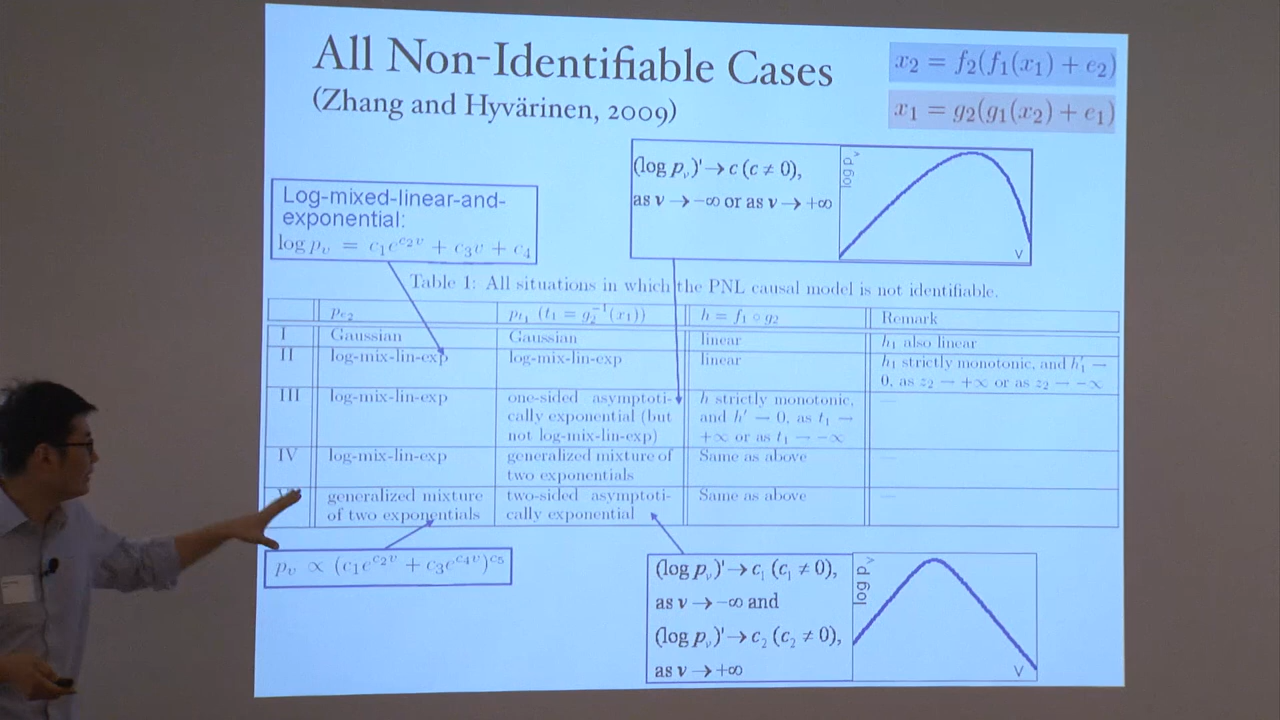 All Non-Identifiable Cases
(Zhang and Hyvärinen, 2009)
x₂ = f₂(f₁(x₁) + e₂)
x₁ = g₂(g₁(x₂) + e₁)
Log-mixed-linear-and-
exponential:
log pᵥ = c₁e^{c₂v} + c₃v + c₄
(log pᵥ)' → c (c ≠ 0),
as v → -∞ or as v → +∞
log pᵥ
v
Table 1: All situations in which the PNL causal model is not identifiable.
p_{e₂} p_{t₁} (t₁ = g₂⁻¹(x₁)) h = f₁ ∘ g₂ Remark
I Gaussian Gaussian linear h₁ also linear
II log-mix-lin-exp log-mix-lin-exp linear h₁ strictly monotonic, and h₁' →
0, as z₂ → +∞ or as z₂ → -∞
III log-mix-lin-exp one-sided asymptoti- h strictly monotonic, —
cally exponential (but and h' → 0, as t₁ →
not log-mix-lin-exp) +∞ or as t₁ → -∞
IV log-mix-lin-exp generalized mixture of Same as above —
two exponentials
generalized mixture two-sided asymptoti- Same as above —
of two exponentials cally exponential
pᵥ ∝ (c₁e^{c₂v} + c₃e^{c₄v})^{c₅}
(log pᵥ)' → c₁ (c₁ ≠ 0),
as v → -∞ and
(log pᵥ)' → c₂ (c₂ ≠ 0),
as v → +∞
log pᵥ
v